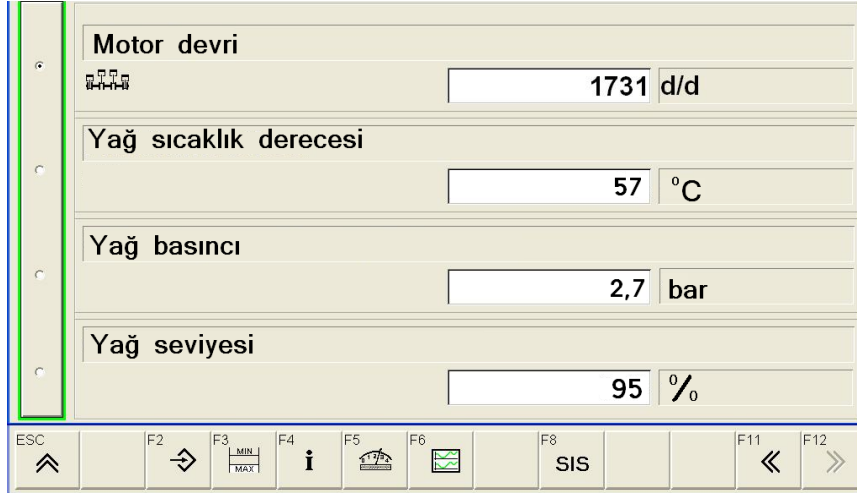 Motor devri
1731 d/d
Yağ sıcaklık derecesi
57 °C
Yağ basıncı
2,7 bar
Yağ seviyesi
95 %
ESC F2 F3 MIN MAX F4 i F5 F6 F8 SIS F11 F12